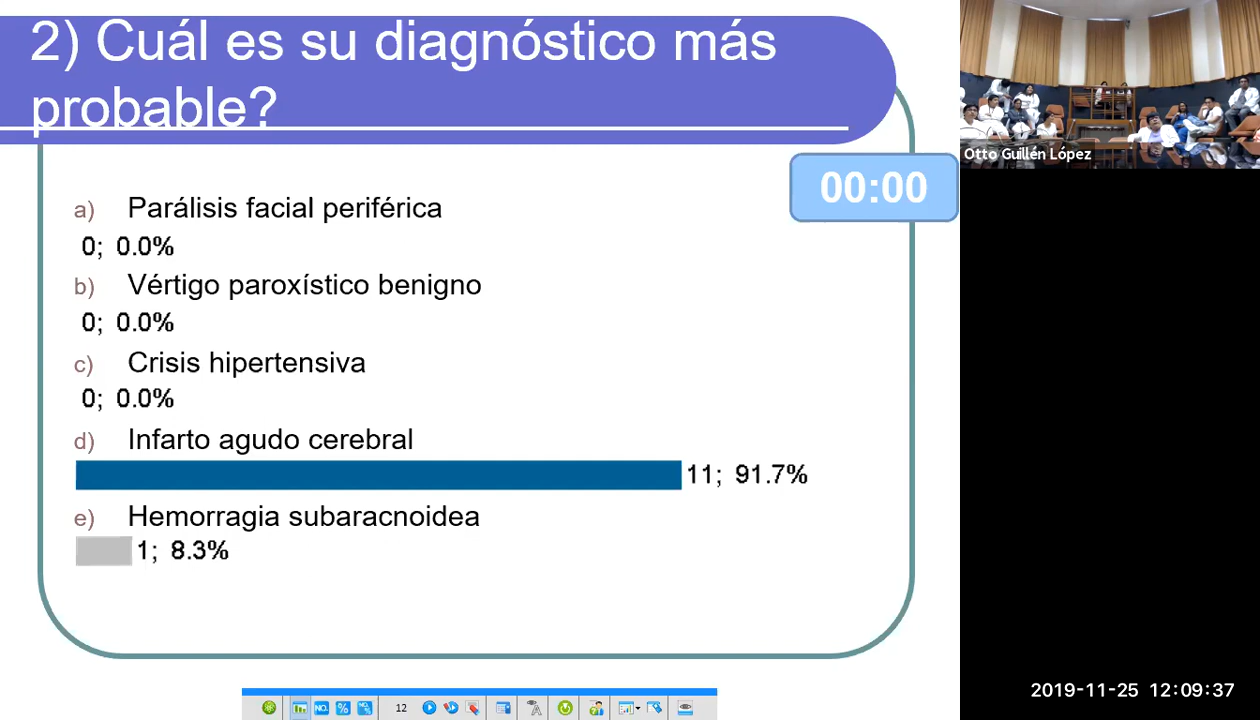 2) Cuál es su diagnóstico más
probable?
00:00
Otto Guillén López
a) Parálisis facial periférica
0; 0.0%
b) Vértigo paroxístico benigno
0; 0.0%
c) Crisis hipertensiva
0; 0.0%
d) Infarto agudo cerebral
11; 91.7%
e) Hemorragia subaracnoidea
1; 8.3%
NO. % 12
2019-11-25 12:09:37